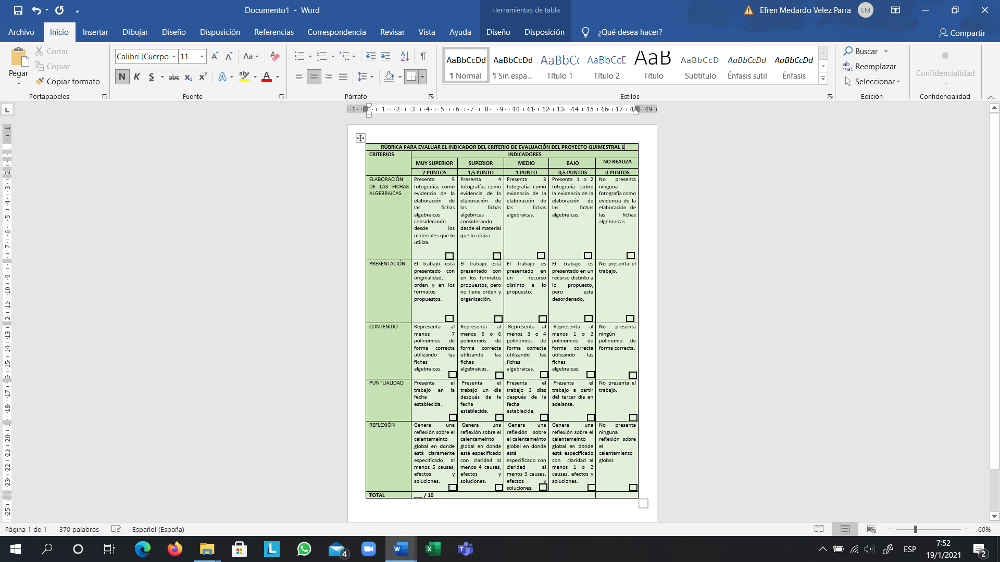 Documento1 - Word
Herramientas de tabla
Efren Medardo Velez Parra
EM
Archivo
Inicio
Insertar
Dibujar
Diseño
Disposición
Referencias
Correspondencia
Revisar
Vista
Ayuda
Diseño
Disposición
¿Qué desea hacer?
Compartir
Pegar
Cortar
Copiar
Copiar formato
Portapapeles
Calibri (Cuerpo
11
Fuente
Párrafo
AaBbCcDd
¶ Normal
AaBbCcDd
¶ Sin espa...
AaBbCc
Título 1
AaBbCcD
Título 2
AaB
Título
AaBbCcD
Subtítulo
AaBbCcDd
Énfasis sutil
AaBbCcDd
Énfasis
Estilos
Buscar
Reemplazar
Seleccionar
Edición
Confidencialidad
Confidencialidad
RÚBRICA PARA EVALUAR EL INDICADOR DEL CRITERIO DE EVALUACIÓN DEL PROYECTO QUIMESTRAL 1
CRITERIOS
INDICADORES
MUY SUPERIOR
SUPERIOR
MEDIO
BAJO
NO REALIZA
2 PUNTOS
1,5 PUNTO
1 PUNTO
0,5 PUNTOS
0 PUNTOS
ELABORACIÓN
DE LAS FICHAS
ALGEBRAICAS
Presenta 5
fotografías como
evidencia de la
elaboración de
las fichas
algebraicas
considerando
desde los
materiales que lo
utiliza.
Presenta 4
fotografías como
evidencia de la
elaboración de
las fichas
algébricas
considerando
desde el material
que lo utiliza.
Presenta 3
fotografía como
evidencia de la
elaboración de
las fichas
algebraicas.
Presenta 1 o 2
fotografía sobre
la evidencia de la
elaboración de
las fichas
algebraicas.
No presenta
ninguna
fotografía como
evidencia de la
elaboración de
las fichas
algebraicas.
PRESENTACIÓN
El trabajo está
presentado con
originalidad,
orden y en los
formatos
propuestos.
El trabajo está
presentado con
en los formatos
propuestos, pero
no tiene orden y
organización.
El trabajo es
presentado en
un recurso
distinto a lo
propuesto.
El trabajo es
presentado en un
recurso distinto a
lo propuesto,
pero esta
desordenado.
No presenta el
trabajo.
CONTENIDO
Representa al
menos 7
polinomios de
forma correcta
utilizando las
fichas
algebraicas.
Representa al
menos 5 o 6
polinomios de
forma correcta
utilizando las
fichas
algebraicas.
Representa al
menos 3 o 4
polinomios de
forma correcta
utilizando las
fichas
algebraicas.
Representa al
menos 1 o 2
polinomios de
forma correcta
utilizando las
fichas
algebraicas.
No presenta
ningún
polinomio de
forma correcta.
PUNTUALIDAD
Presenta el
trabajo en la
fecha
establecida.
Presenta el
trabajo un día
después de la
fecha
establecida.
Presenta el
trabajo 2 días
después de la
fecha
establecida.
Presenta el
trabajo a partir
del tercer día en
adelante.
No presenta el
trabajo.
REFLEXIÓN
Genera una
reflexión sobre el
calentameinto
global en donde
está claramente
especificado al
menos 5 causas,
efectos y
soluciones.
Genera una
reflexión sobre el
calentameinto
global en donde
está especificado
con claridad al
menos 4 causas,
efectos y
soluciones.
Genera una
reflexión sobre
el calentameinto
global en donde
está
especificado con
claridad al
menos 3 causas,
efectos y
soluciones.
Genera una
reflexión sobre el
calentameinto
global en donde
está especificado
con claridad al
menos 1 o 2
causas, efectos y
soluciones.
No presenta
ninguna
reflexión sobre
el
calentamiento
global.
TOTAL
___ / 10
Página 1 de 1
370 palabras
Español (España)
60%
4
ESP
7:52
19/1/2021
2